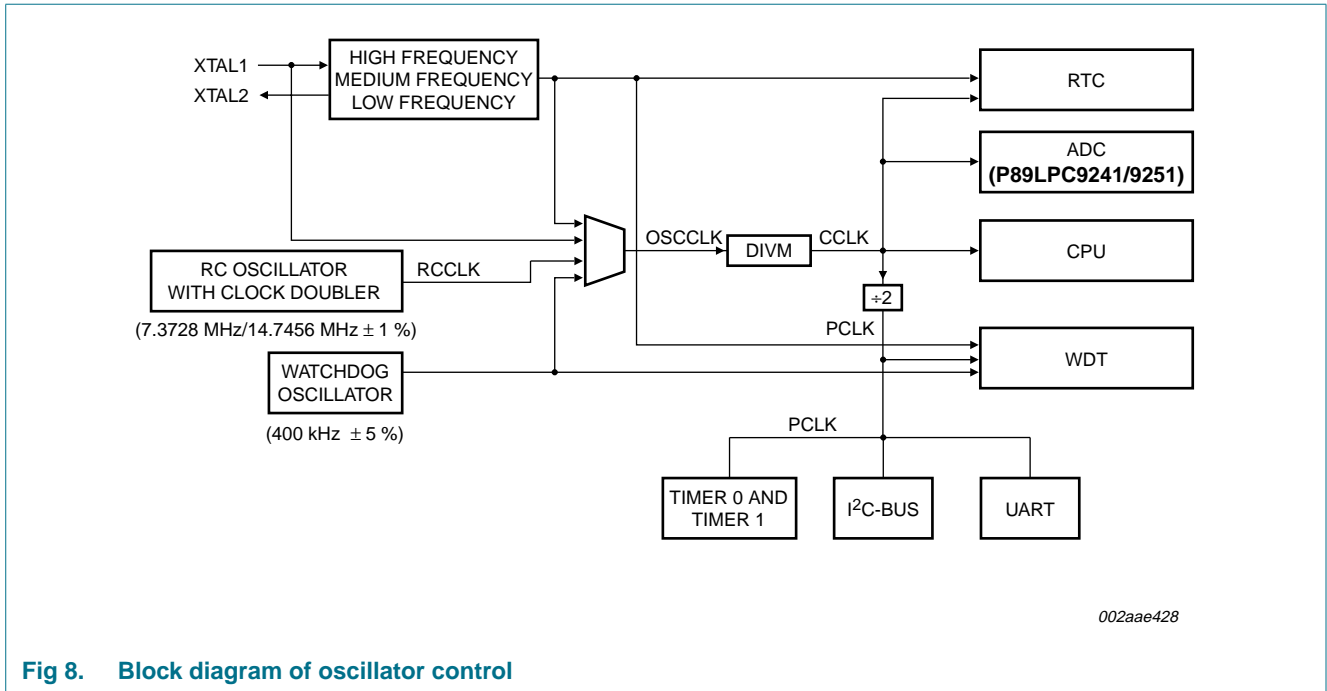 XTAL1
XTAL2
HIGH FREQUENCY
MEDIUM FREQUENCY
LOW FREQUENCY
RTC
ADC
(P89LPC9241/9251)
OSCCLK
DIVM
CCLK
CPU
RC OSCILLATOR
WITH CLOCK DOUBLER
RCCLK
÷2
(7.3728 MHz/14.7456 MHz ± 1 %)
PCLK
WDT
WATCHDOG
OSCILLATOR
(400 kHz ± 5 %)
PCLK
TIMER 0 AND
TIMER 1
I²C-BUS
UART
002aae428
Fig 8. Block diagram of oscillator control